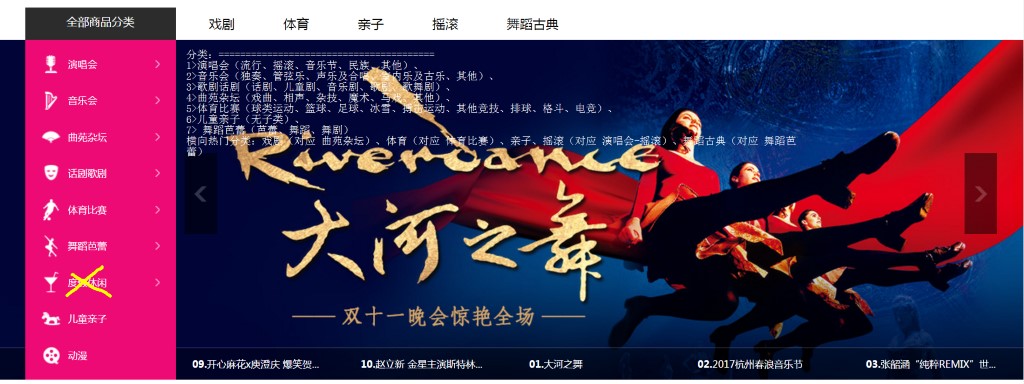 全部商品分类
戏剧 体育 亲子 摇滚 舞蹈古典
演唱会
音乐会
曲苑杂坛
话剧歌剧
体育比赛
舞蹈芭蕾
度假休闲
儿童亲子
动漫
分类：========================================
1>演唱会（流行、摇滚、音乐节、民族、其他）、
2>音乐会（独奏、管弦乐、声乐及合唱、室内乐及古乐、其他）、
3>歌剧话剧（话剧、儿童剧、音乐剧、歌剧、歌舞剧）、
4>曲苑杂坛（戏曲、相声、杂技、魔术、马戏、其他）、
5>体育比赛（球类运动、篮球、足球、冰雪、搏击运动、其他竞技、排球、格斗、电竞）、
6>儿童亲子（无子类）、
7> 舞蹈芭蕾（芭蕾、舞蹈、舞剧）
横向热门分类：戏剧（对应 曲苑杂坛）、体育（对应 体育比赛）、亲子、摇滚（对应 演唱会-摇滚）、舞蹈古典（对应 舞蹈芭
蕾）
Riverdance
大河之舞
双十一晚会惊艳全场
09.开心麻花x庾澄庆 爆笑贺... 10.赵立新 金星主演斯特林... 01.大河之舞 02.2017杭州春浪音乐节 03.张韶涵“纯粹REMIX”世...